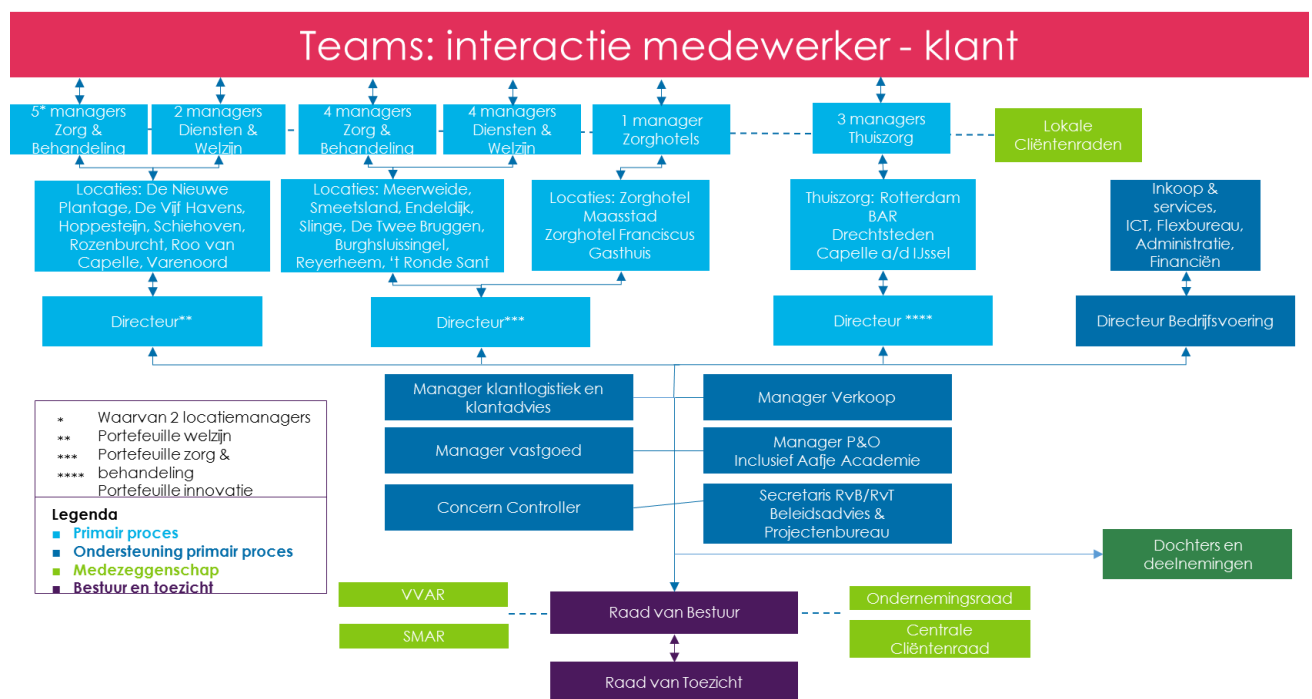 Teams: interactie medewerker - klant
5* managers
Zorg &
Behandeling
2 managers
Diensten &
Welzijn
4 managers
Zorg &
Behandeling
4 managers
Diensten &
Welzijn
1 manager
Zorghotels
3 managers
Thuiszorg
Lokale
Cliëntenraden
Locaties: De Nieuwe
Plantage, De Vijf Havens,
Hoppesteijn, Schiehoven,
Rozenburcht, Roo van
Capelle, Varenoord
Locaties: Meerweide,
Smeetsland, Endeldijk,
Slinge, De Twee Bruggen,
Burghsluissingel,
Reyerheem, ‘t Ronde Sant
Locaties: Zorghotel
Maasstad
Zorghotel Franciscus
Gasthuis
Thuiszorg: Rotterdam
BAR
Drechtsteden
Capelle a/d IJssel
Inkoop &
services,
ICT, Flexbureau,
Administratie,
Financiën
Directeur**
Directeur***
Directeur ****
Directeur Bedrijfsvoering
Manager klantlogistiek en
klantadvies
Manager Verkoop
Manager vastgoed
Manager P&O
Inclusief Aafje Academie
Concern Controller
Secretaris RvB/RvT
Beleidsadvies &
Projectenbureau
* Waarvan 2 locatiemanagers
** Portefeuille welzijn
*** Portefeuille zorg &
**** behandeling
Portefeuille innovatie
Legenda
Primair proces
Ondersteuning primair proces
Medezeggenschap
Bestuur en toezicht
Dochters en
deelnemingen
VVAR
SMAR
Raad van Bestuur
Ondernemingsraad
Centrale
Cliëntenraad
Raad van Toezicht